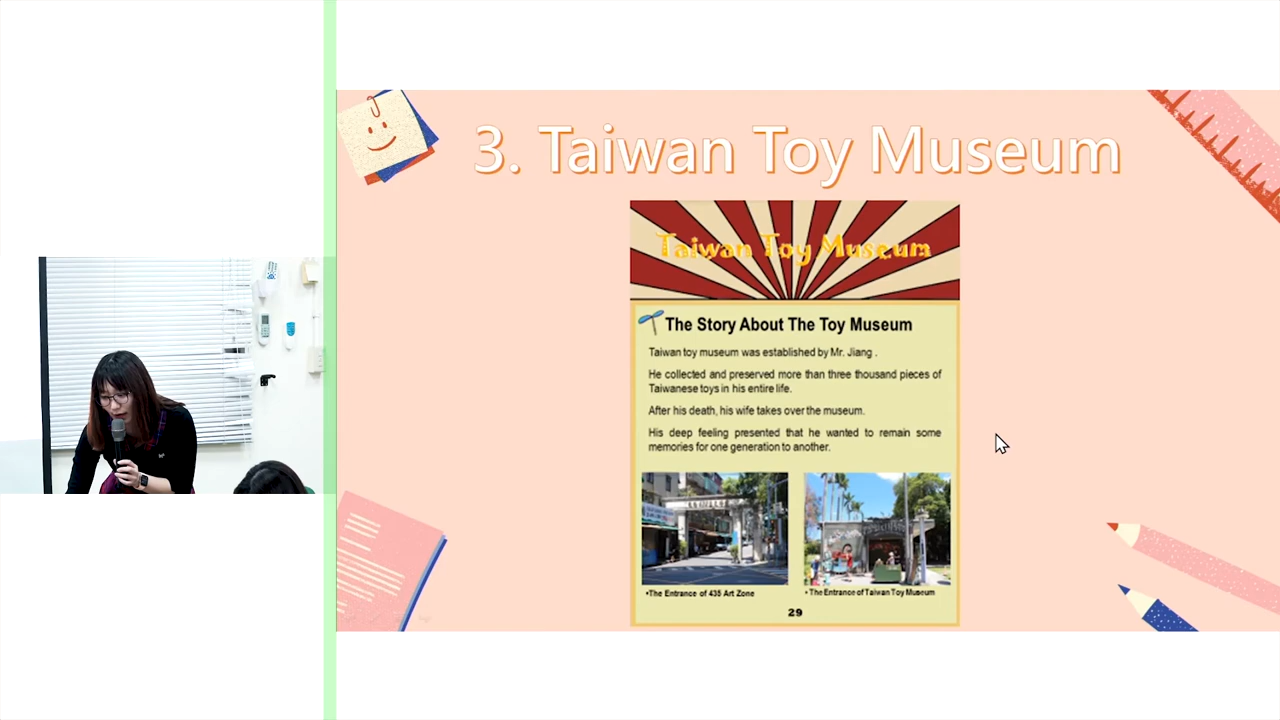 3. Taiwan Toy Museum
Taiwan Toy Museum
The Story About The Toy Museum
Taiwan toy museum was established by Mr. Jiang .
He collected and preserved more than three thousand pieces of
Taiwanese toys in his entire life.
After his death, his wife takes over the museum.
His deep feeling presented that he wanted to remain some
memories for one generation to another.
•The Entrance of 435 Art Zone
• The Entrance of Taiwan Toy Museum
29